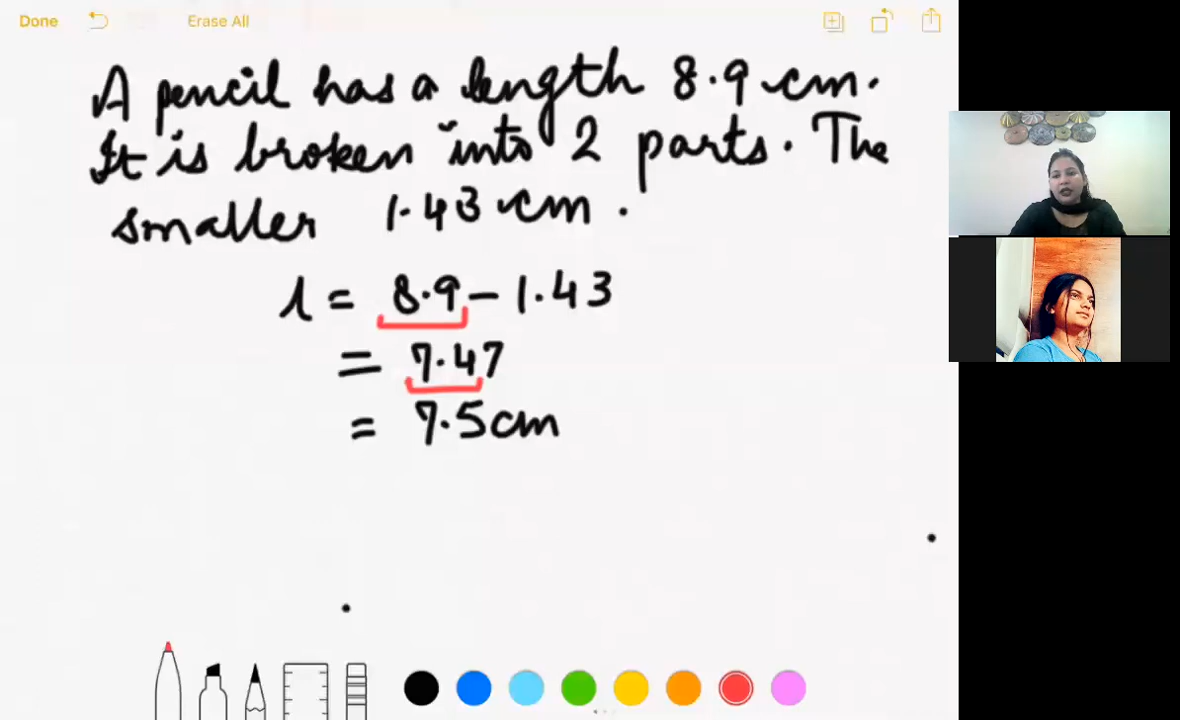 Done
Erase All
A pencil has a length 8.9 cm.
It is broken into 2 parts. The
smaller 1.43 cm.
l = 8.9 - 1.43
= 7.47
= 7.5cm